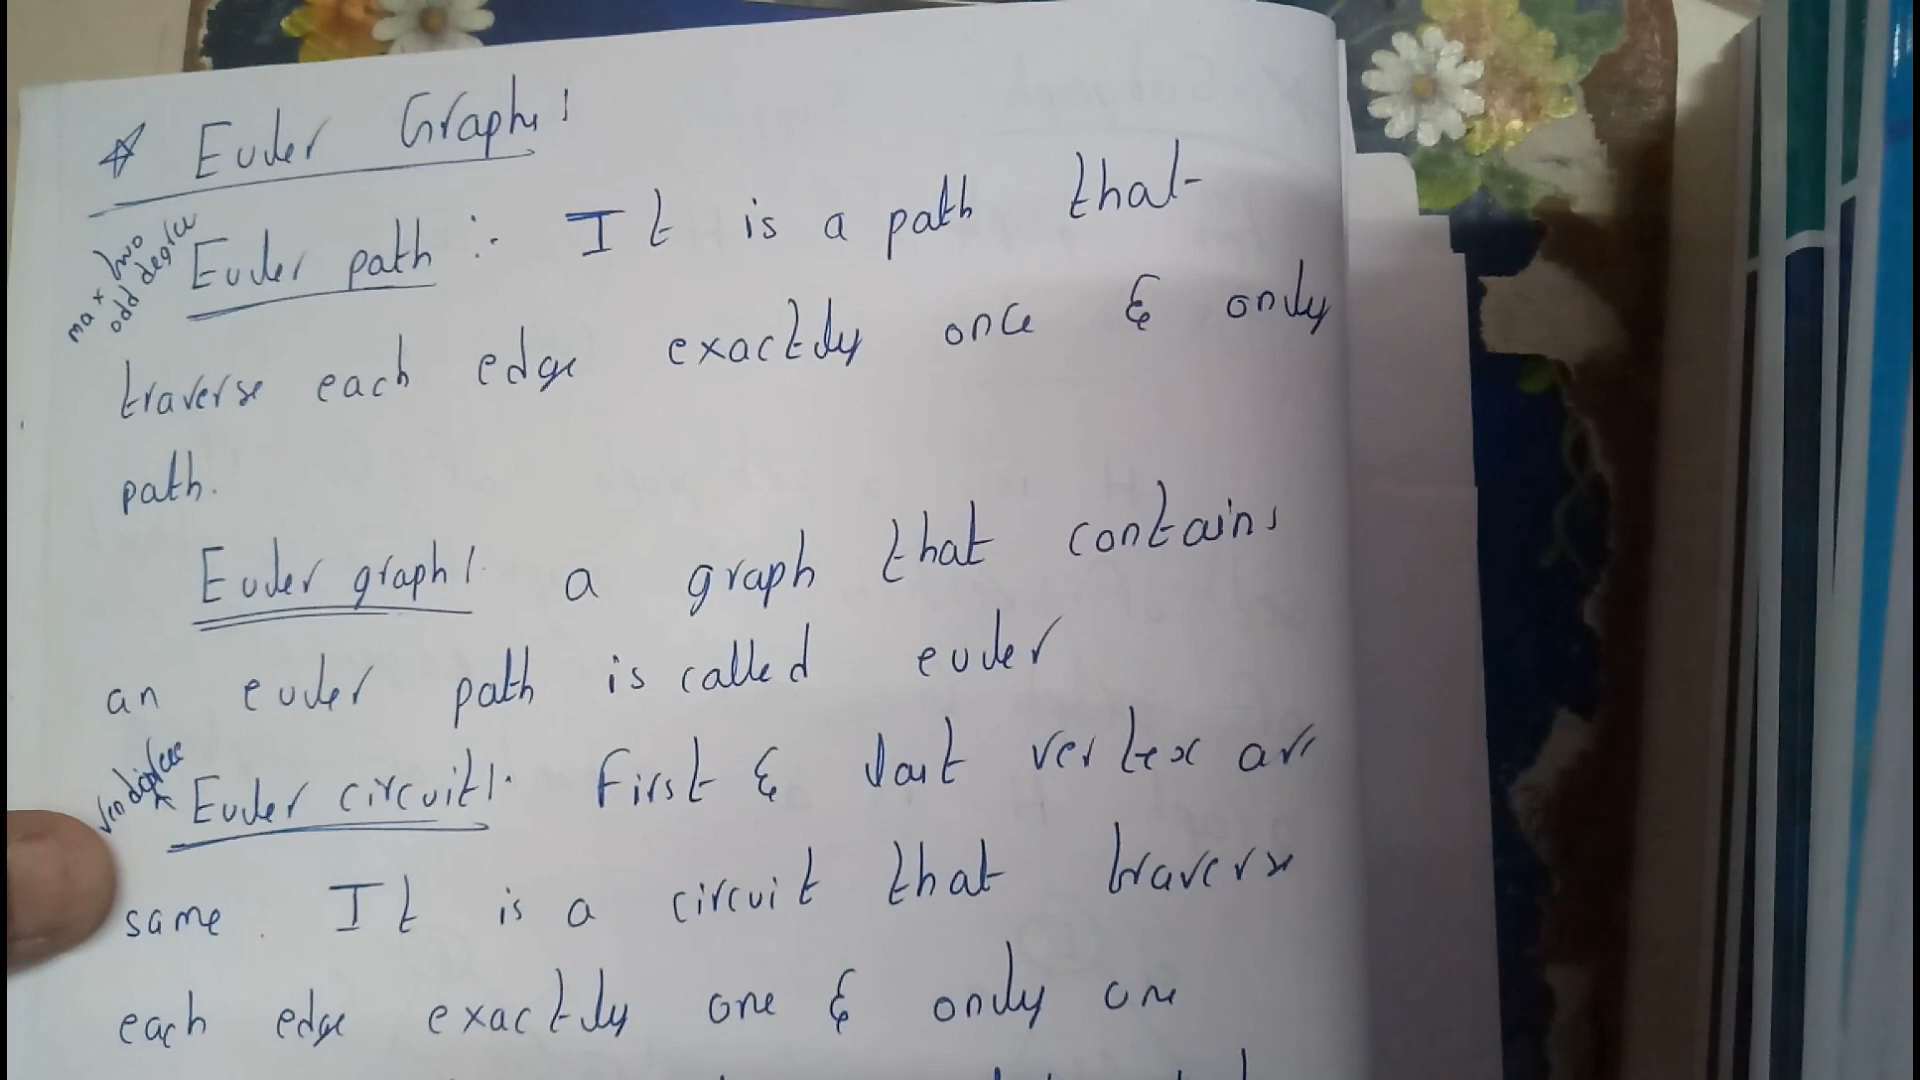 ☆ Euler Graph:
max two
odd degree
Euler path :- It is a path that
traverse each edge exactly once & only
path.
Euler graph: a graph that contains
an euler path is called euler
Euler circuit:- First & last vertex are
same. It is a circuit that traverse
each edge exactly one & only one